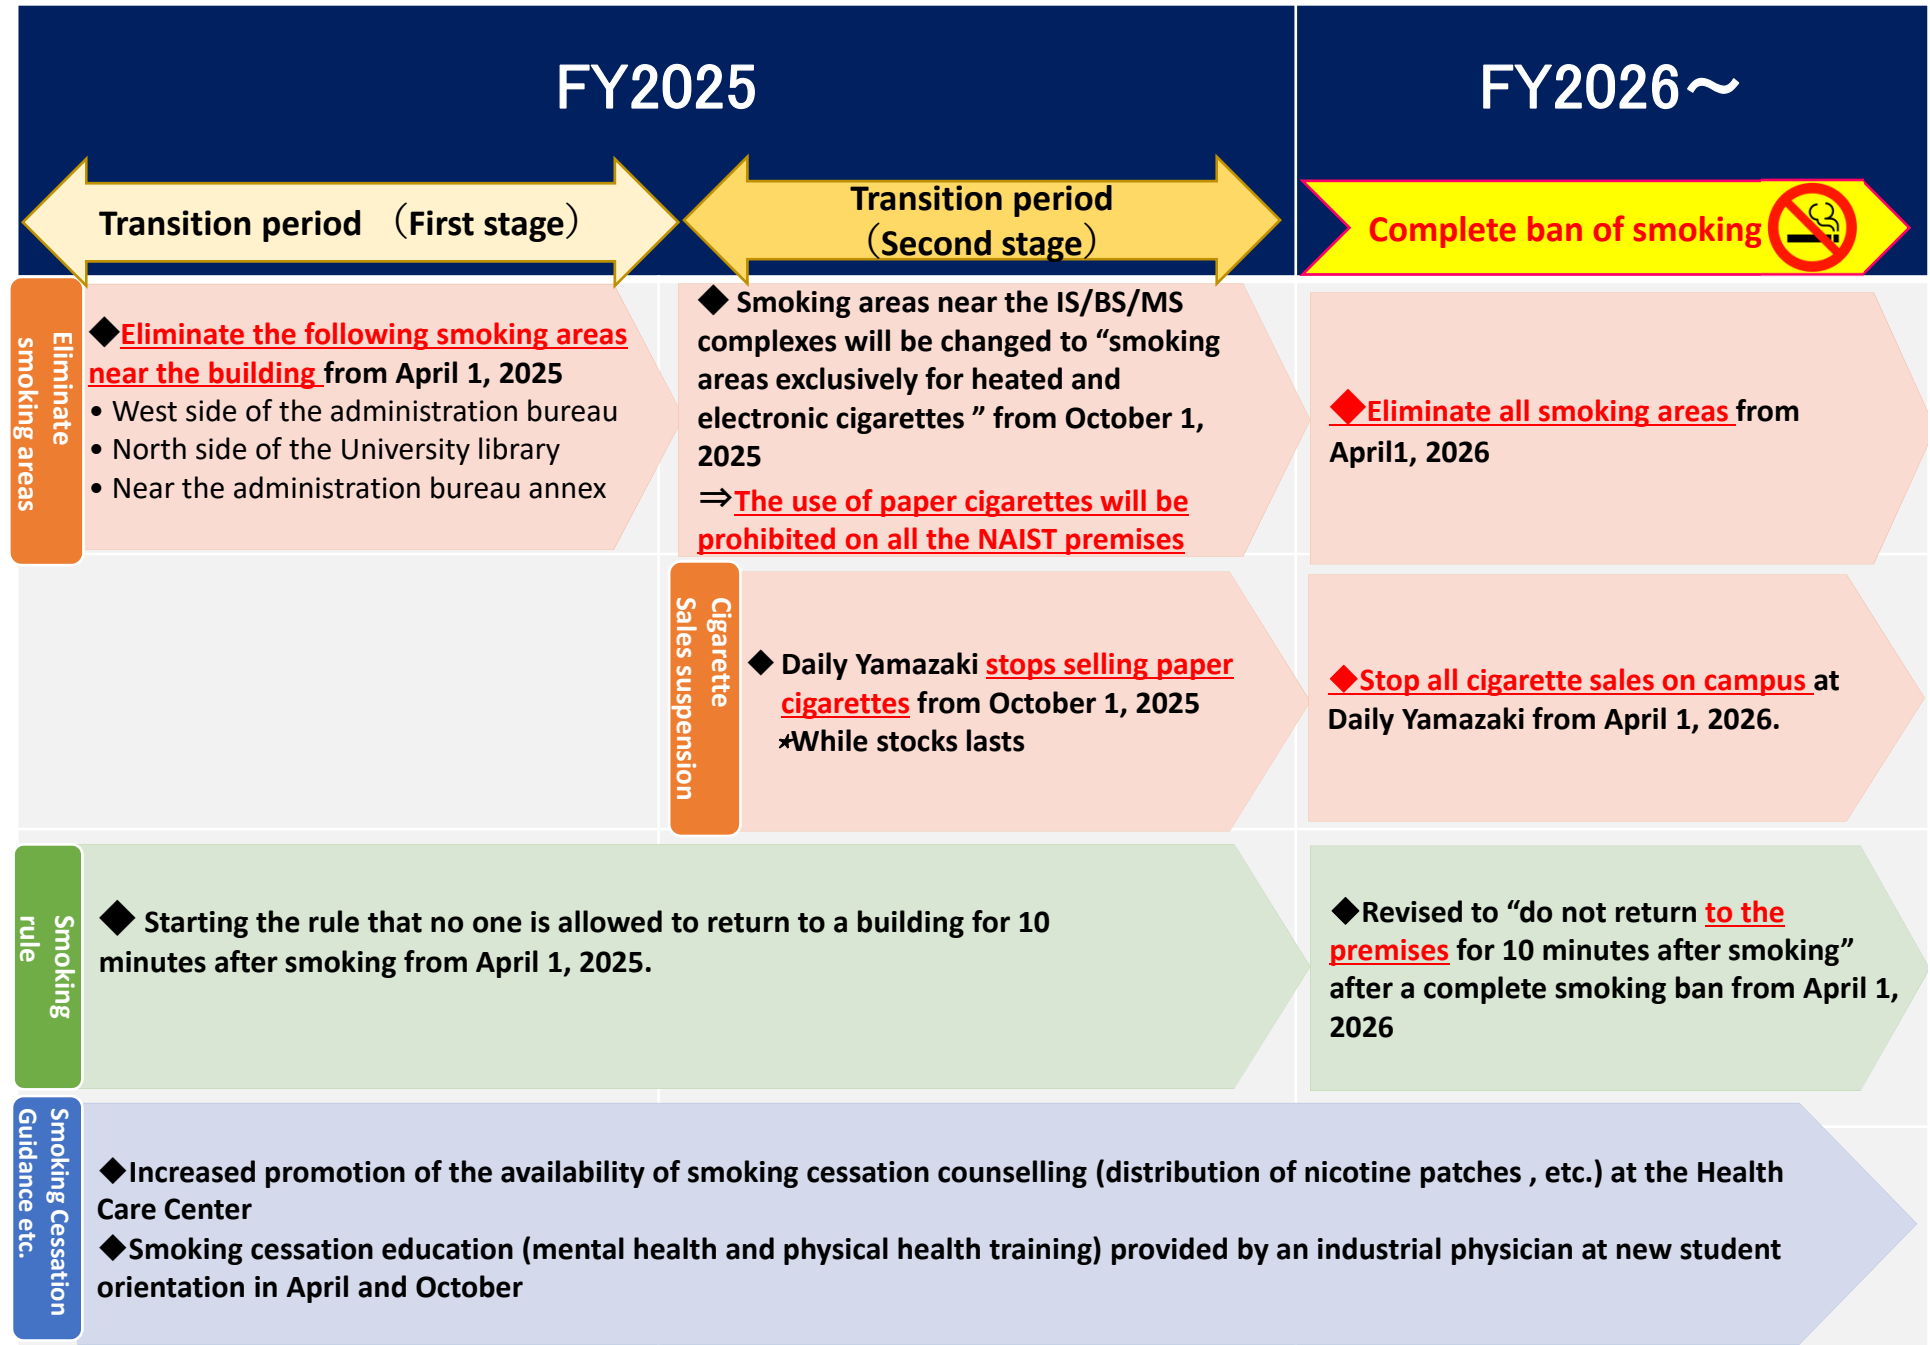 FY2025
FY2026～
Transition period （First stage）
Transition period
（Second stage）
Complete ban of smoking
Eliminate
smoking areas
◆Eliminate the following smoking areas
near the building from April 1, 2025
• West side of the administration bureau
• North side of the University library
• Near the administration bureau annex
◆ Smoking areas near the IS/BS/MS
complexes will be changed to “smoking
areas exclusively for heated and
electronic cigarettes ” from October 1,
2025
⇒The use of paper cigarettes will be
prohibited on all the NAIST premises
◆Eliminate all smoking areas from
April1, 2026
Cigarette
Sales suspension
◆ Daily Yamazaki stops selling paper
cigarettes from October 1, 2025
★While stocks lasts
◆Stop all cigarette sales on campus at
Daily Yamazaki from April 1, 2026.
Smoking
rule
◆ Starting the rule that no one is allowed to return to a building for 10
minutes after smoking from April 1, 2025.
◆Revised to “do not return to the
premises for 10 minutes after smoking”
after a complete smoking ban from April 1,
2026
Smoking Cessation
Guidance etc.
◆Increased promotion of the availability of smoking cessation counselling (distribution of nicotine patches , etc.) at the Health
Care Center
◆Smoking cessation education (mental health and physical health training) provided by an industrial physician at new student
orientation in April and October